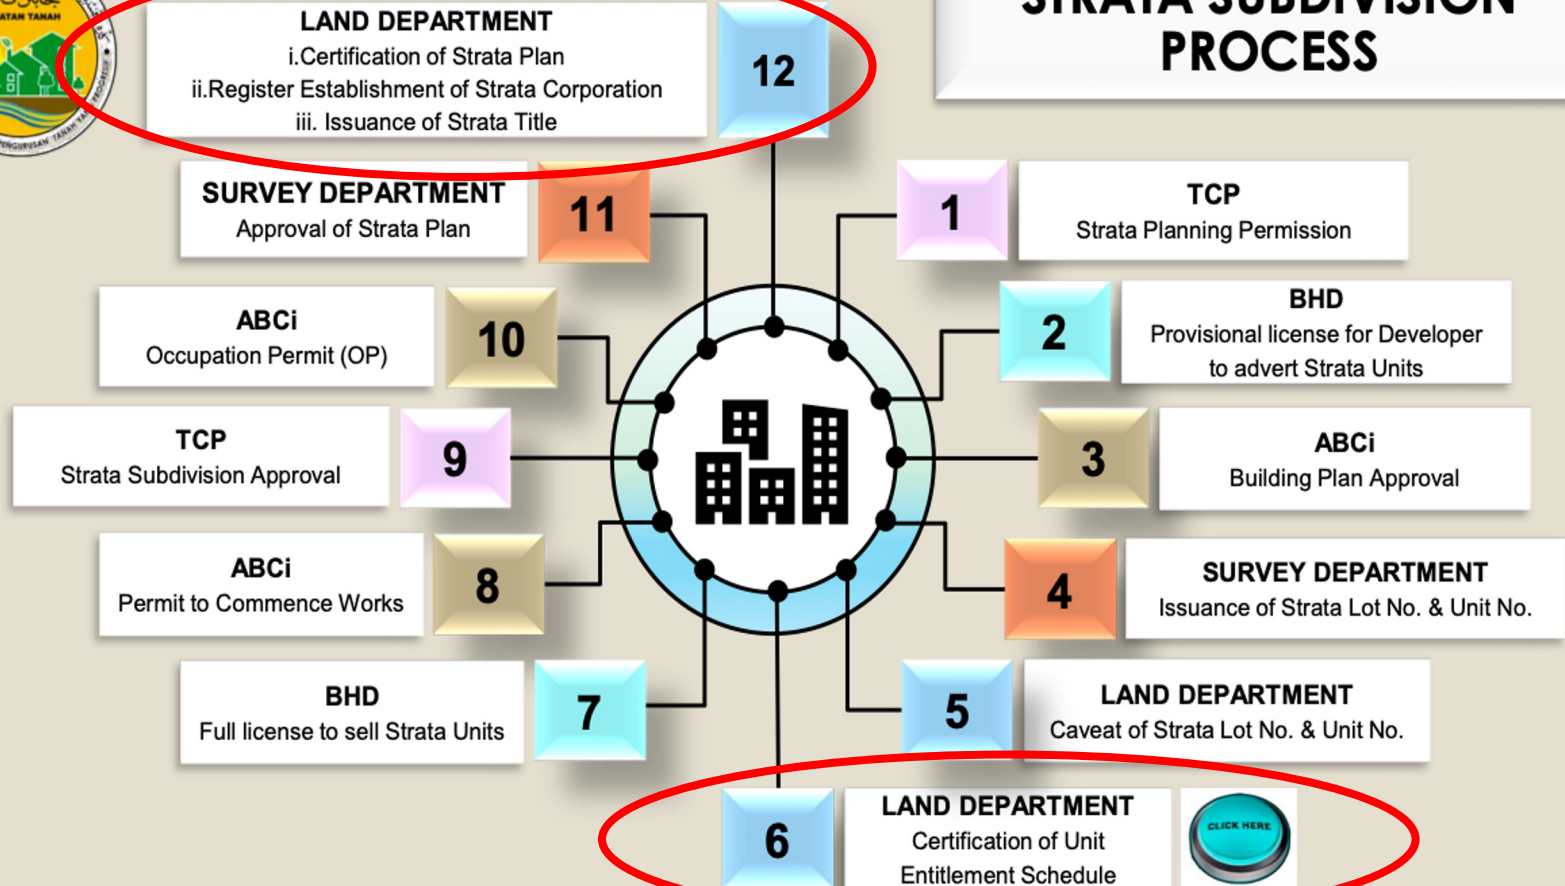 STRATA SUBDIVISION
PROCESS
LAND DEPARTMENT
i.Certification of Strata Plan
ii.Register Establishment of Strata Corporation
iii. Issuance of Strata Title
12
SURVEY DEPARTMENT
Approval of Strata Plan
11
1
TCP
Strata Planning Permission
ABCi
Occupation Permit (OP)
10
2
BHD
Provisional license for Developer
to advert Strata Units
TCP
Strata Subdivision Approval
9
3
ABCi
Building Plan Approval
ABCi
Permit to Commence Works
8
4
SURVEY DEPARTMENT
Issuance of Strata Lot No. & Unit No.
BHD
Full license to sell Strata Units
7
5
LAND DEPARTMENT
Caveat of Strata Lot No. & Unit No.
6
LAND DEPARTMENT
Certification of Unit
Entitlement Schedule
CLICK HERE